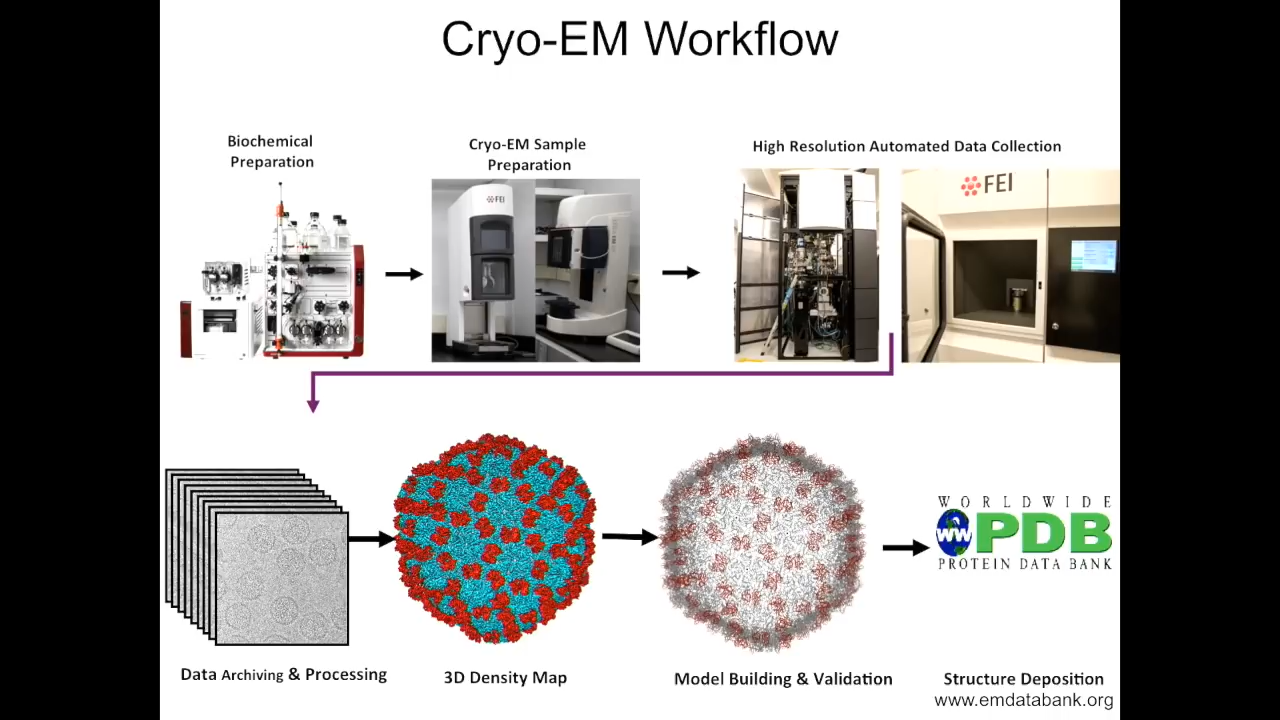 Cryo-EM Workflow
Biochemical
Preparation
Cryo-EM Sample
Preparation
High Resolution Automated Data Collection
FEI
FEI
WORLDWIDE
WW PDB
PROTEIN DATA BANK
Data Archiving & Processing
3D Density Map
Model Building & Validation
Structure Deposition
www.emdatabank.org